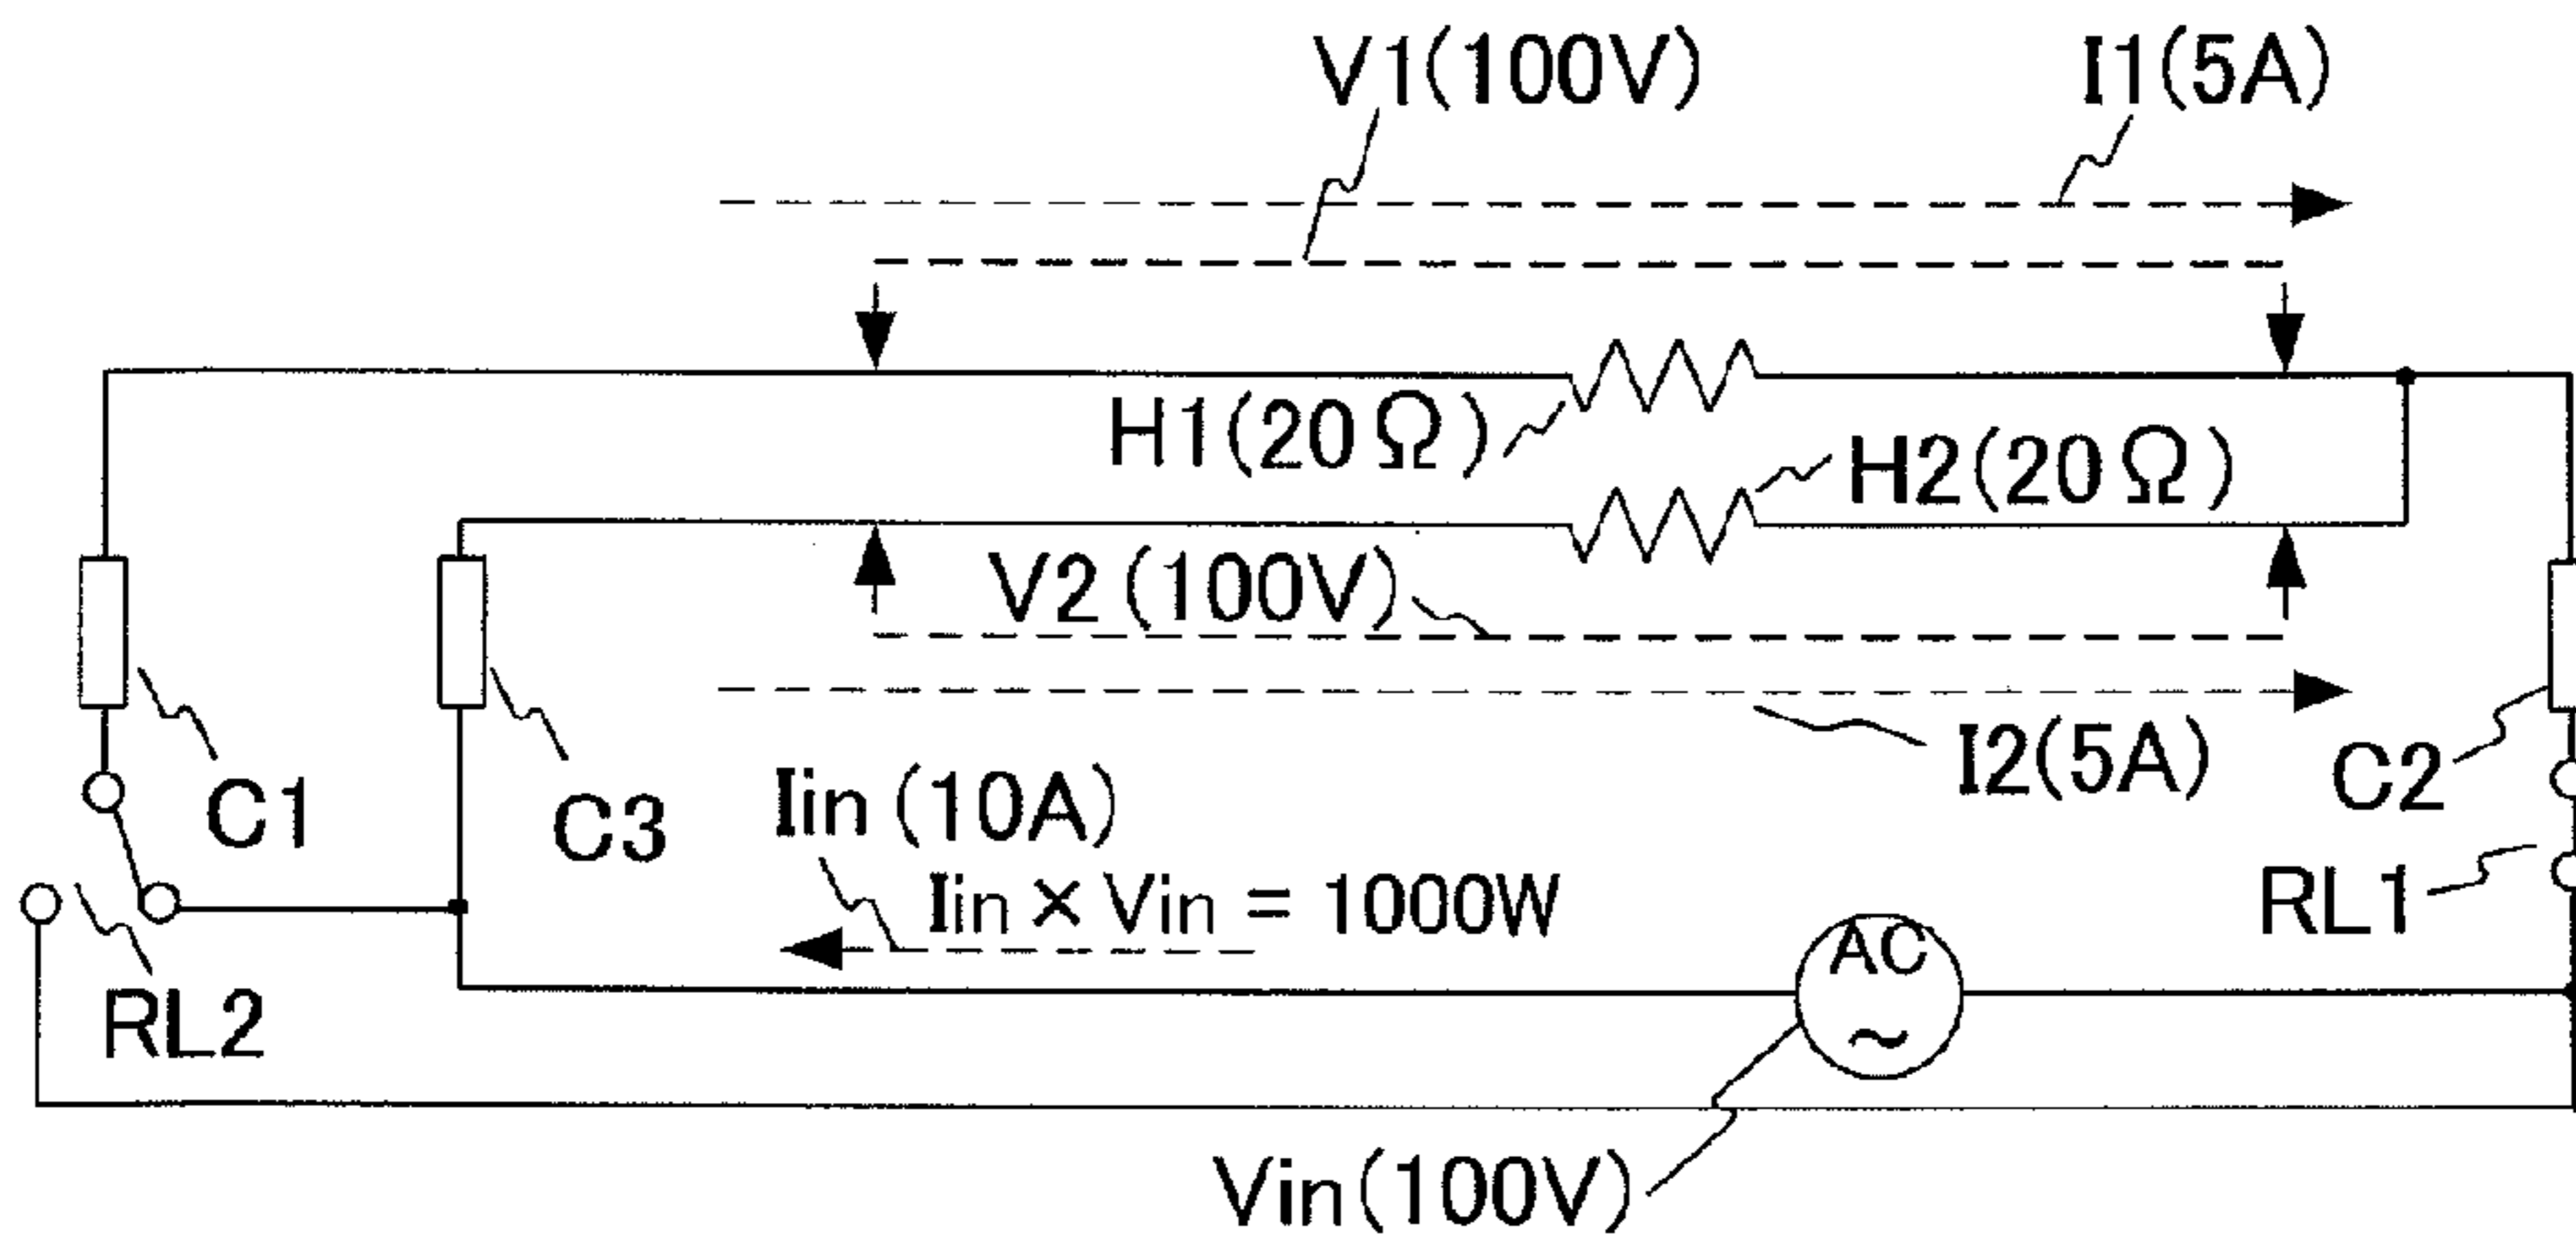 V1(100V)
I1(5A)
H1(20Ω)
H2(20Ω)
V2(100V)
I2(5A)
C1
C3
C2
Iin(10A)
Iin × Vin = 1000W
RL1
AC
~
RL2
Vin(100V)